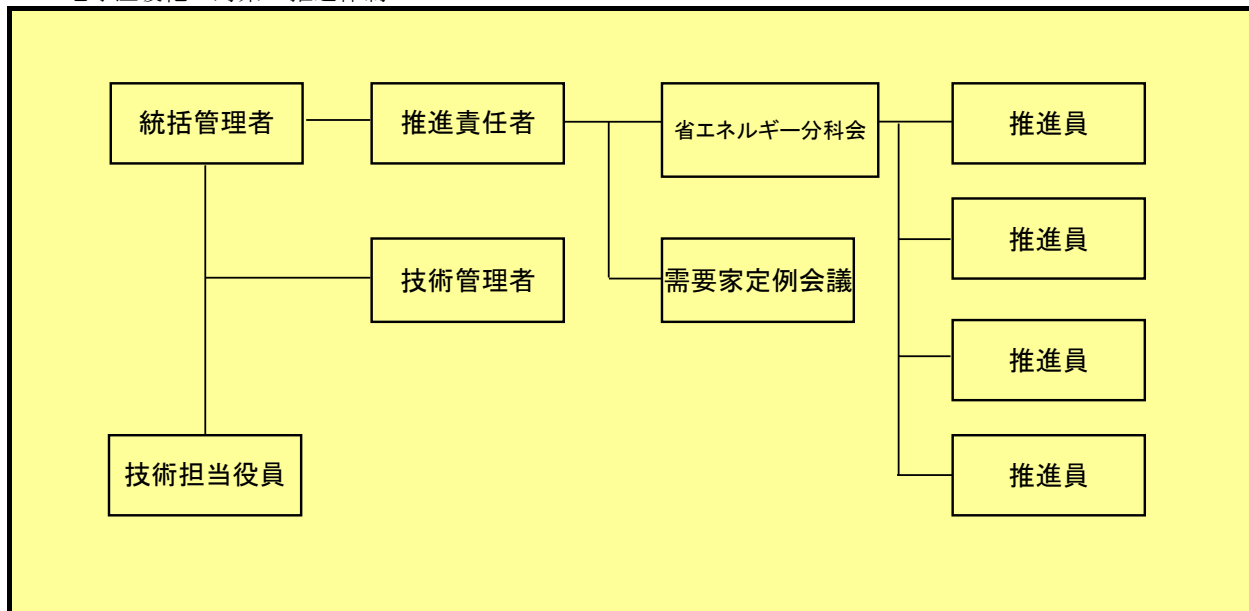 統括管理者
推進責任者
省エネルギー分科会
推進員
推進員
技術管理者
需要家定例会議
推進員
技術担当役員
推進員